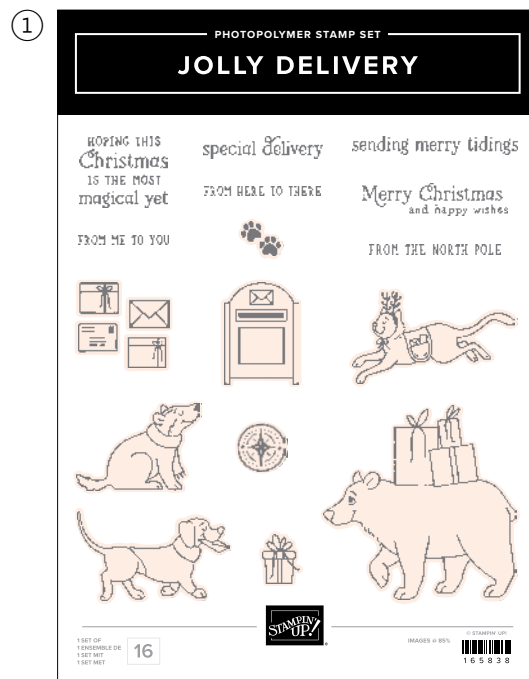 1
PHOTOPOLYMER STAMP SET
JOLLY DELIVERY
HOPING THIS
Christmas
IS THE MOST
magical yet
special delivery
sending merry tidings
FROM HERE TO THERE
Merry Christmas
and happy wishes
FROM ME TO YOU
FROM THE NORTH POLE
STAMPIN' UP!
1 SET OF
1 ENSEMBLE DE
1 SET MIT
1 SET MET
16
IMAGES @ 85%
© STAMPIN' UP!
165838